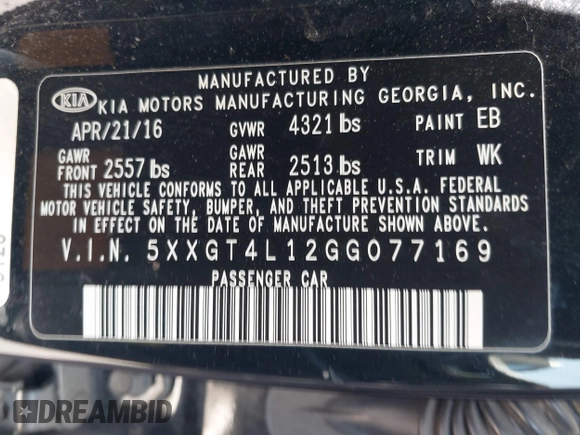 MANUFACTURED BY
KIA KIA MOTORS MANUFACTURING GEORGIA, INC.
APR/21/16 GVWR 4321 lbs PAINT EB
GAWR FRONT 2557 lbs GAWR REAR 2513 lbs TRIM WK
THIS VEHICLE CONFORMS TO ALL APPLICABLE U.S.A. FEDERAL
MOTOR VEHICLE SAFETY, BUMPER, AND THEFT PREVENTION STANDARDS
IN EFFECT ON THE DATE OF MANUFACTURE SHOWN ABOVE.
V.I.N. 5XXGT4L12GG077169
PASSENGER CAR
DREAMBID